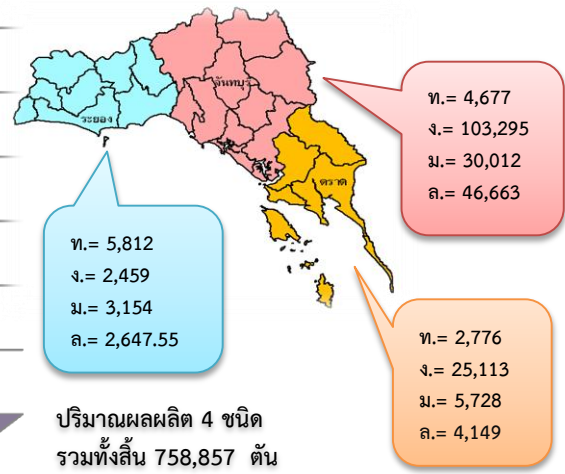 จันทบุรี
ระยอง
ตราด
ท.= 4,677
ง.= 103,295
ม.= 30,012
ล.= 46,663
ท.= 5,812
ง.= 2,459
ม.= 3,154
ล.= 2,647.55
ท.= 2,776
ง.= 25,113
ม.= 5,728
ล.= 4,149
ปริมาณผลผลิต 4 ชนิด
รวมทั้งสิ้น 758,857 ตัน